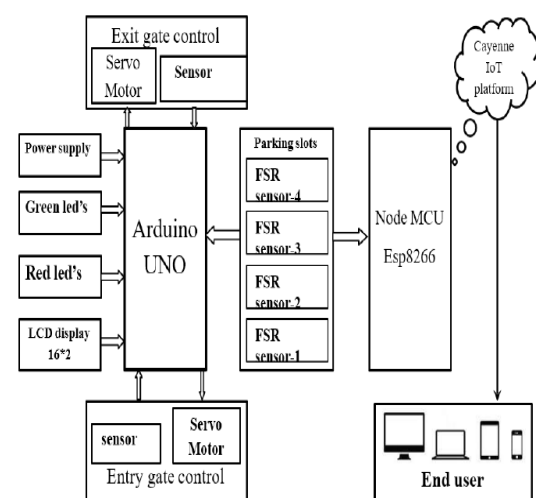 Exit gate control
Servo
Motor
Sensor
Cayenne
IoT
platform
Power supply
Green led's
Red led's
LCD display
16*2
Arduino
UNO
Parking slots
FSR
sensor-4
FSR
sensor-3
FSR
sensor-2
FSR
sensor-1
Node MCU
Esp8266
sensor
Servo
Motor
Entry gate control
End user